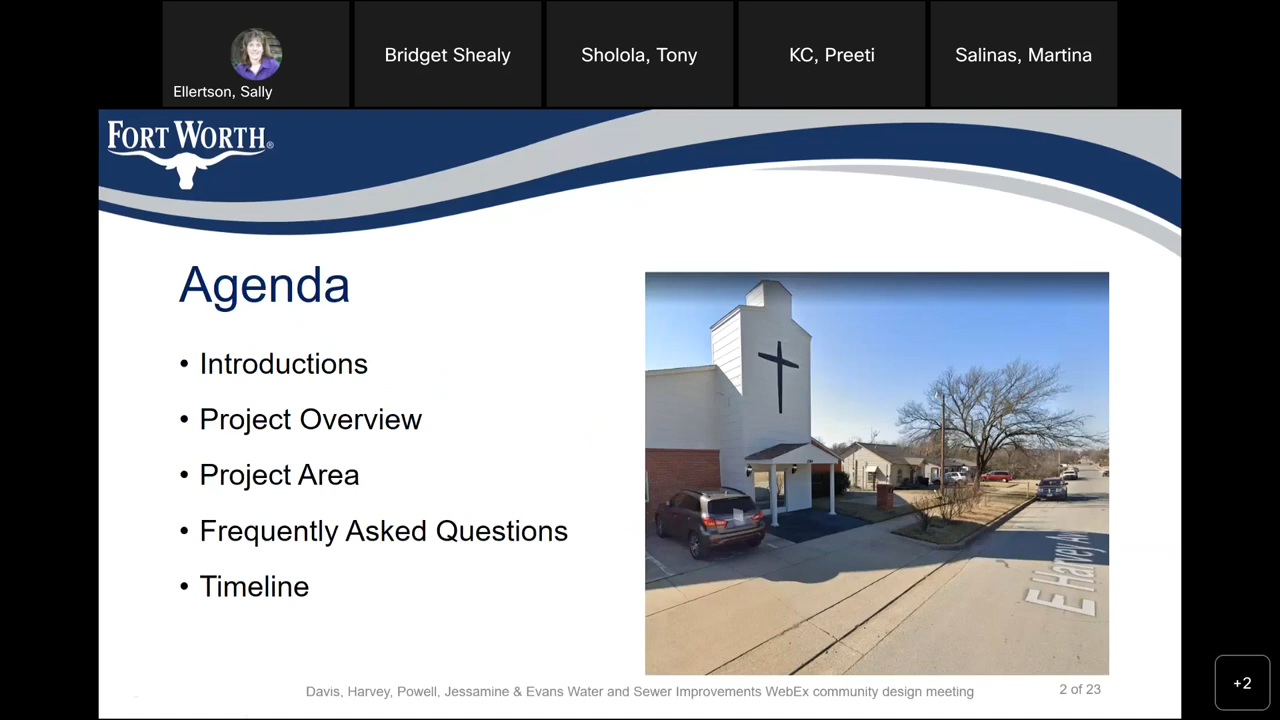 Ellertson, Sally
Bridget Shealy
Sholola, Tony
KC, Preeti
Salinas, Martina
FORT WORTH®
Agenda
• Introductions
• Project Overview
• Project Area
• Frequently Asked Questions
• Timeline
E Harvey Av
Davis, Harvey, Powell, Jessamine & Evans Water and Sewer Improvements WebEx community design meeting
2 of 23
+2